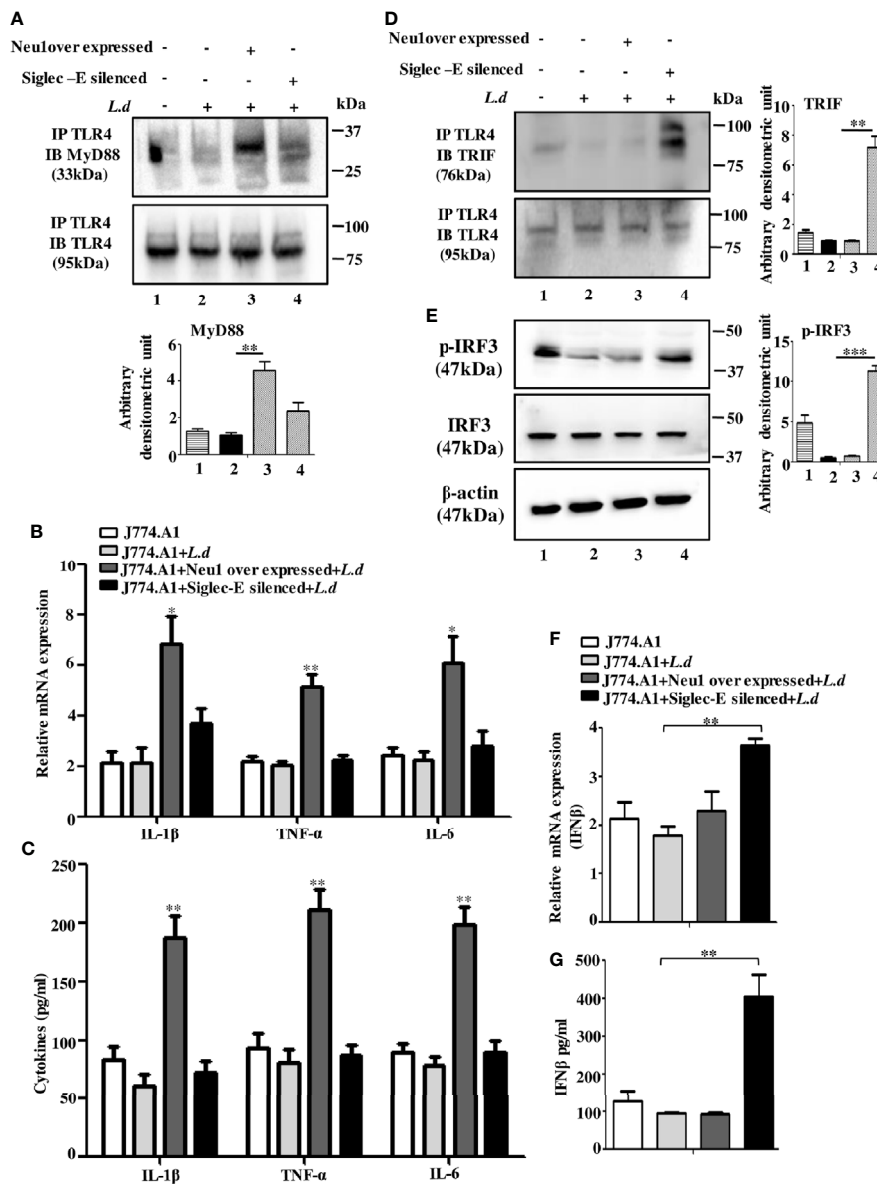 A
Neu1over expressed - - + -
Siglec –E silenced - - - +
L.d - + + + kDa
IP TLR4
IB MyD88
(33kDa)
37
25
IP TLR4
IB TLR4
(95kDa)
100
75
1 2 3 4
MyD88
Arbitrary
densitometric unit
6
4
2
0
**
1 2 3 4
D
Neu1over expressed - - + -
Siglec –E silenced - - - +
L.d - + + + kDa
IP TLR4
IB TRIF
(76kDa)
100
75
IP TLR4
IB TLR4
(95kDa)
100
75
1 2 3 4
TRIF
Arbitrary densitometric unit
10
8
6
4
2
0
**
1 2 3 4
E
p-IRF3
(47kDa)
50
37
IRF3
(47kDa)
50
37
β-actin
(47kDa)
1 2 3 4
p-IRF3
Arbitrary densitometric unit
15
10
5
0
***
1 2 3 4
B
J774.A1
J774.A1+L.d
J774.A1+Neu1 over expressed+L.d
J774.A1+Siglec-E silenced+L.d
Relative mRNA expression
8
6
4
2
0
* ** *
IL-1β TNF-α IL-6
C
Cytokines (pg/ml)
250
200
150
100
50
0
** ** **
IL-1β TNF-α IL-6
F
J774.A1
J774.A1+L.d
J774.A1+Neu1 over expressed+L.d
J774.A1+Siglec-E silenced+L.d
Relative mRNA expression
(IFNβ)
4
3
2
1
0
**
G
IFNβ pg/ml
500
400
300
200
100
0
**